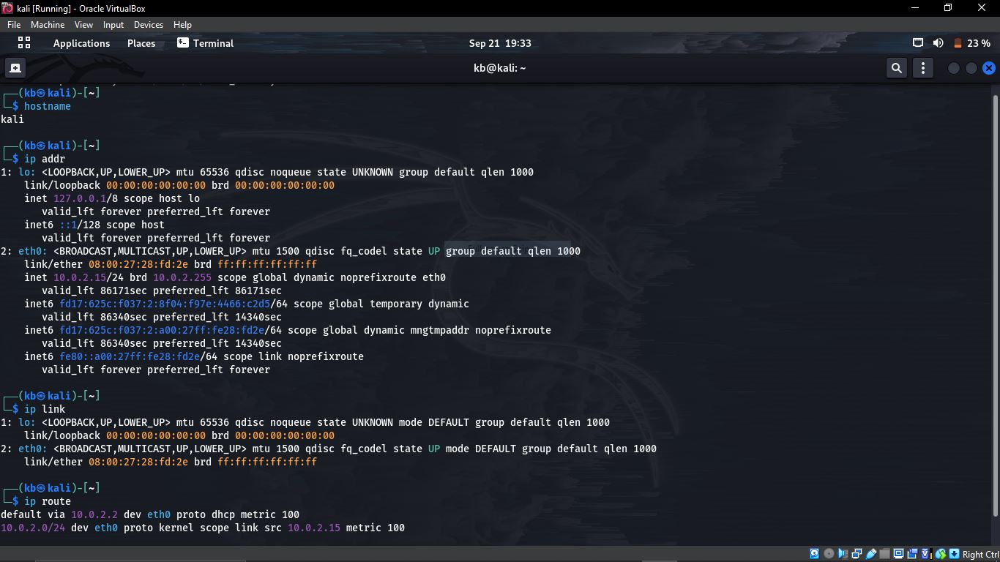 kali [Running] - Oracle VirtualBox
File Machine View Input Devices Help
Applications Places Terminal Sep 21 19:33 23 %
kb@kali: ~
┌──(kb㉿kali)-[~]
└─$ hostname
kali
┌──(kb㉿kali)-[~]
└─$ ip addr
1: lo: <LOOPBACK,UP,LOWER_UP> mtu 65536 qdisc noqueue state UNKNOWN group default qlen 1000
    link/loopback 00:00:00:00:00:00 brd 00:00:00:00:00:00
    inet 127.0.0.1/8 scope host lo
       valid_lft forever preferred_lft forever
    inet6 ::1/128 scope host
       valid_lft forever preferred_lft forever
2: eth0: <BROADCAST,MULTICAST,UP,LOWER_UP> mtu 1500 qdisc fq_codel state UP group default qlen 1000
    link/ether 08:00:27:28:fd:2e brd ff:ff:ff:ff:ff:ff
    inet 10.0.2.15/24 brd 10.0.2.255 scope global dynamic noprefixroute eth0
       valid_lft 86171sec preferred_lft 86171sec
    inet6 fd17:625c:f037:2:8f04:f97e:4466:c2d5/64 scope global temporary dynamic
       valid_lft 86340sec preferred_lft 14340sec
    inet6 fd17:625c:f037:2:a00:27ff:fe28:fd2e/64 scope global dynamic mngtmpaddr noprefixroute
       valid_lft 86340sec preferred_lft 14340sec
    inet6 fe80::a00:27ff:fe28:fd2e/64 scope link noprefixroute
       valid_lft forever preferred_lft forever
┌──(kb㉿kali)-[~]
└─$ ip link
1: lo: <LOOPBACK,UP,LOWER_UP> mtu 65536 qdisc noqueue state UNKNOWN mode DEFAULT group default qlen 1000
    link/loopback 00:00:00:00:00:00 brd 00:00:00:00:00:00
2: eth0: <BROADCAST,MULTICAST,UP,LOWER_UP> mtu 1500 qdisc fq_codel state UP mode DEFAULT group default qlen 1000
    link/ether 08:00:27:28:fd:2e brd ff:ff:ff:ff:ff:ff
┌──(kb㉿kali)-[~]
└─$ ip route
default via 10.0.2.2 dev eth0 proto dhcp metric 100
10.0.2.0/24 dev eth0 proto kernel scope link src 10.0.2.15 metric 100
Right Ctrl